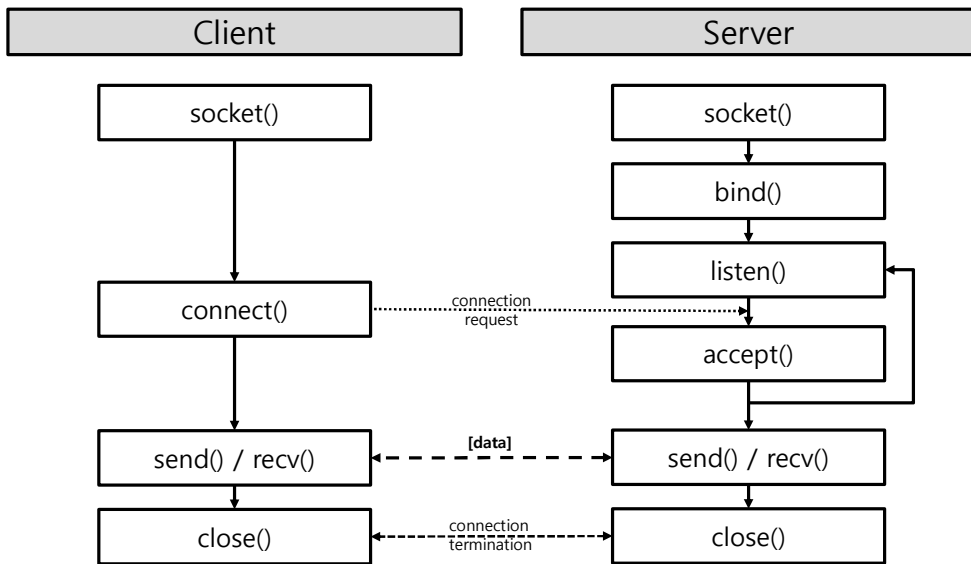 Client
Server
socket()
socket()
bind()
listen()
connect()
connection
request
accept()
send() / recv()
[data]
send() / recv()
close()
connection
termination
close()